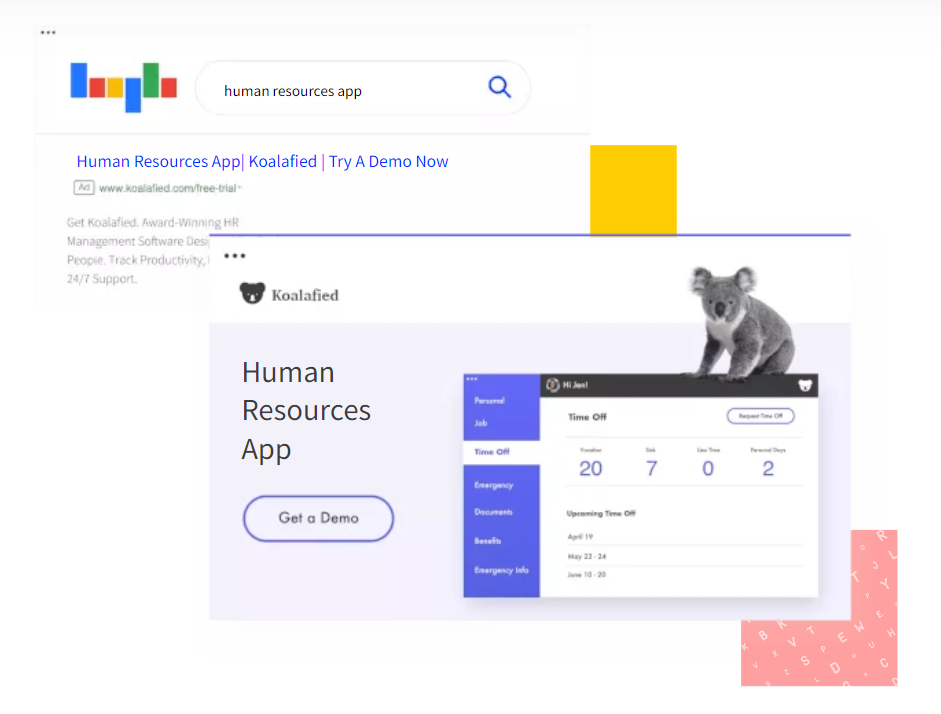 human resources app
Human Resources App| Koalafied | Try A Demo Now
Ad www.koalafied.com/free-trial
Get Koalafied. Award-Winning HR
Management Software Desi
People. Track Productivity,
24/7 Support.
Koalafied
Human
Resources
App
Get a Demo
Hi Jen!
Personal
Job
Time Off
Emergency
Documents
Benefits
Emergency Info
Time Off
Request Time Off
Vacation Sick Lieu Time Personal Days
20 7 0 2
Upcoming Time Off
April 19
May 23 - 24
June 10 - 20